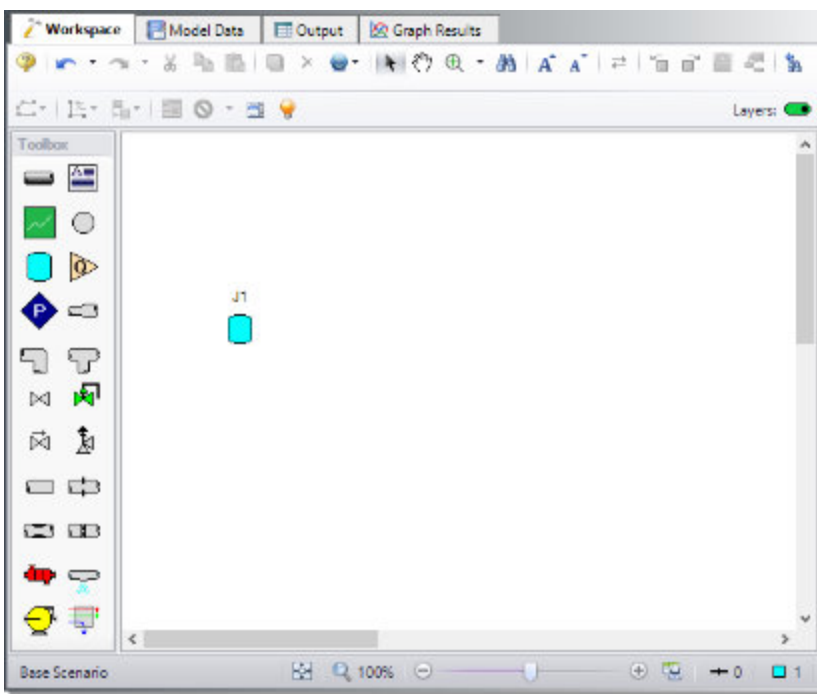 Workspace Model Data Output Graph Results
A A
Layers:
Toolbox
A
Q
P
J1
Base Scenario 100% 0 1